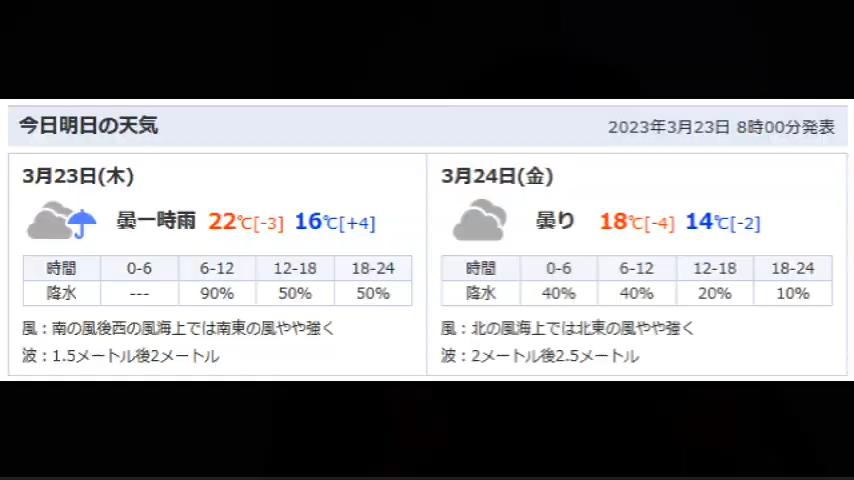 今日明日の天気
2023年3月23日 8時00分発表
3月23日(木)
曇一時雨 22℃[-3] 16℃[+4]
時間 0-6 6-12 12-18 18-24
降水 --- 90% 50% 50%
風：南の風後西の風海上では南東の風やや強く
波：1.5メートル後2メートル
3月24日(金)
曇り 18℃[-4] 14℃[-2]
時間 0-6 6-12 12-18 18-24
降水 40% 40% 20% 10%
風：北の風海上では北東の風やや強く
波：2メートル後2.5メートル